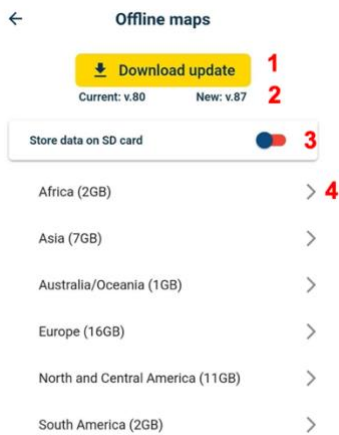 Offline maps
Download update 1
Current: v.80 New: v.87 2
Store data on SD card 3
Africa (2GB) 4
Asia (7GB)
Australia/Oceania (1GB)
Europe (16GB)
North and Central America (11GB)
South America (2GB)